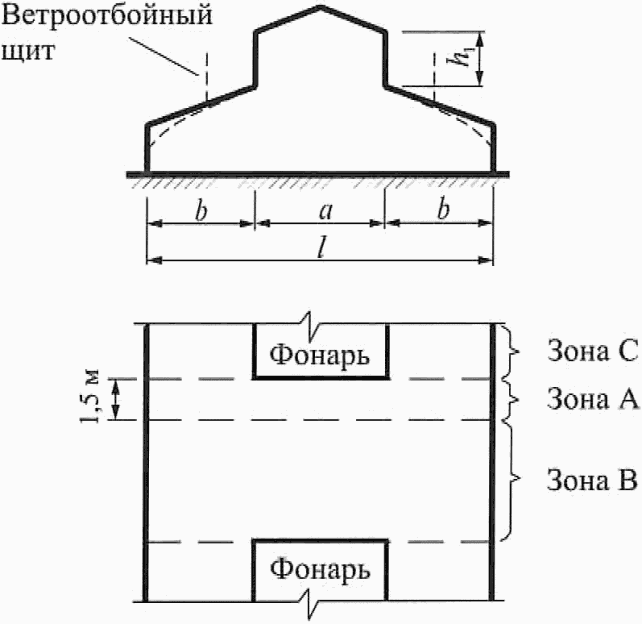 Ветроотбойный
щит
h1
b
a
b
l
Фонарь
Зона С
1,5 м
Зона А
Зона В
Фонарь